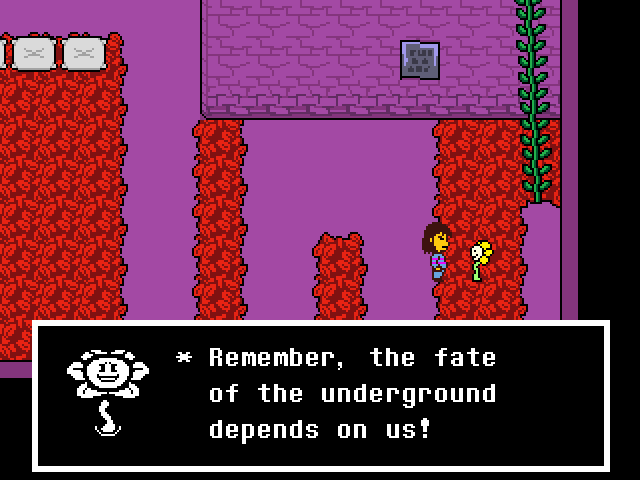 * Remember, the fate
of the underground
depends on us!